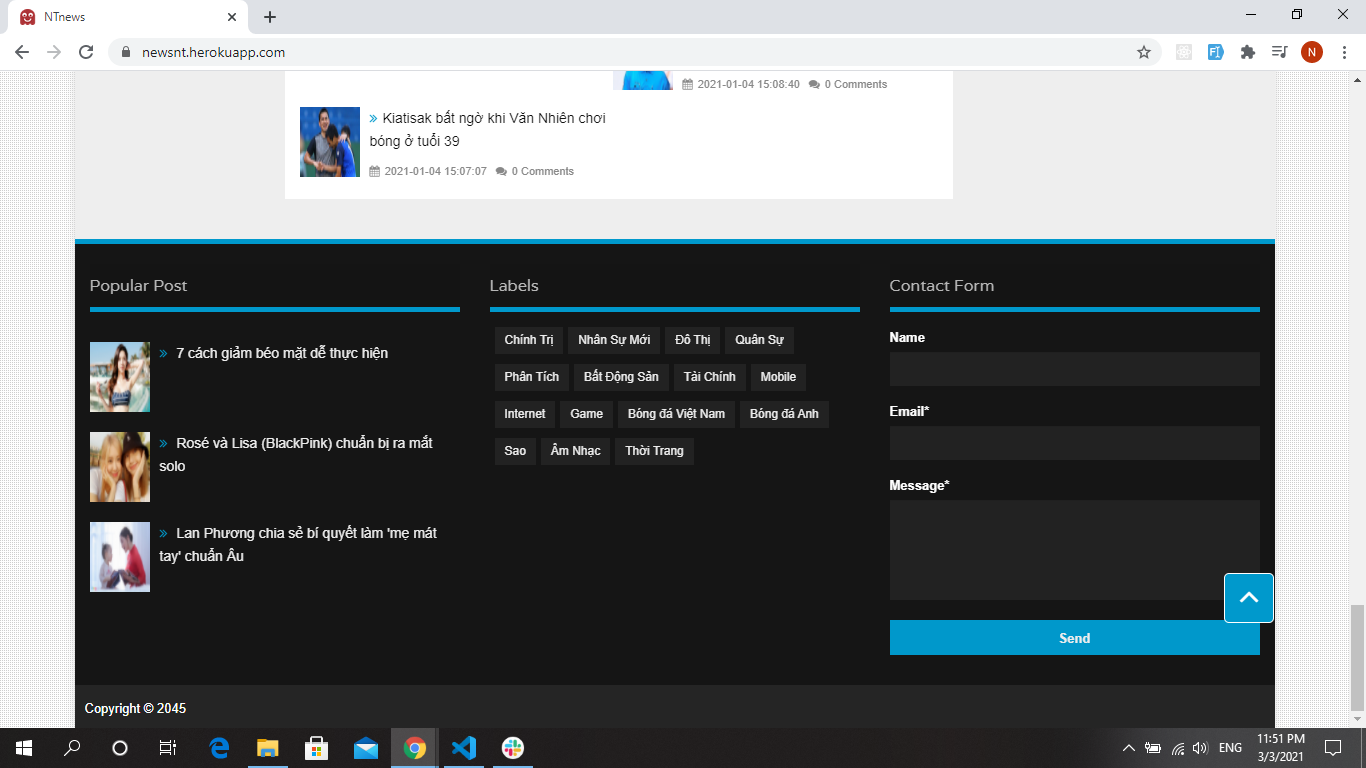 NTnews
newsnt.herokuapp.com
N
2021-01-04 15:08:40 0 Comments
» Kiatisak bất ngờ khi Văn Nhiên chơi
bóng ở tuổi 39
2021-01-04 15:07:07 0 Comments
Popular Post
» 7 cách giảm béo mặt dễ thực hiện
» Rosé và Lisa (BlackPink) chuẩn bị ra mắt
solo
» Lan Phương chia sẻ bí quyết làm 'mẹ mát
tay' chuẩn Âu
Labels
Chính Trị Nhân Sự Mới Đô Thị Quân Sự
Phân Tích Bất Động Sản Tài Chính Mobile
Internet Game Bóng đá Việt Nam Bóng đá Anh
Sao Âm Nhạc Thời Trang
Contact Form
Name
Email*
Message*
Send
Copyright © 2045
ENG
11:51 PM
3/3/2021